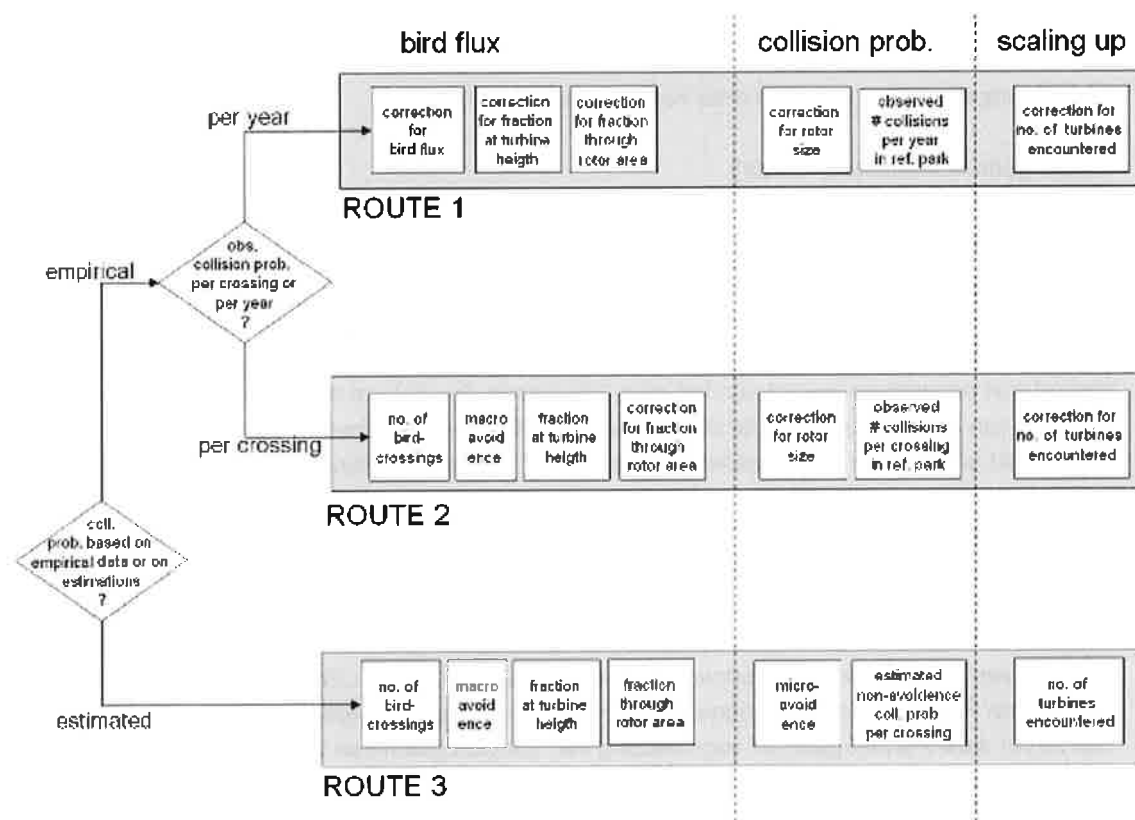 bird flux
collision prob.
scaling up
per year
correction
for
bird flux
correction
for fraction
at turbine
heigth
correction
for fraction
through
rotor area
correction
for rotor
size
observed
# collisions
per year
in ref. park
correction for
no. of turbines
encountered
ROUTE 1
empirical
obs.
collision prob.
per crossing or
per year
?
per crossing
no. of
bird-
crossings
macro
avoid
ence
fraction
at turbine
heigth
correction
for fraction
through
rotor area
correction
for rotor
size
observed
# collisions
per crossing
in ref. park
correction for
no. of turbines
encountered
ROUTE 2
coll.
prob. based on
empirical data or on
estimations
?
estimated
no. of
bird-
crossings
macro
avoid
ence
fraction
at turbine
heigth
fraction
through
rotor area
micro-
avoid
ence
estimated
non-avoidence
coll. prob
per crossing
no. of
turbines
encountered
ROUTE 3